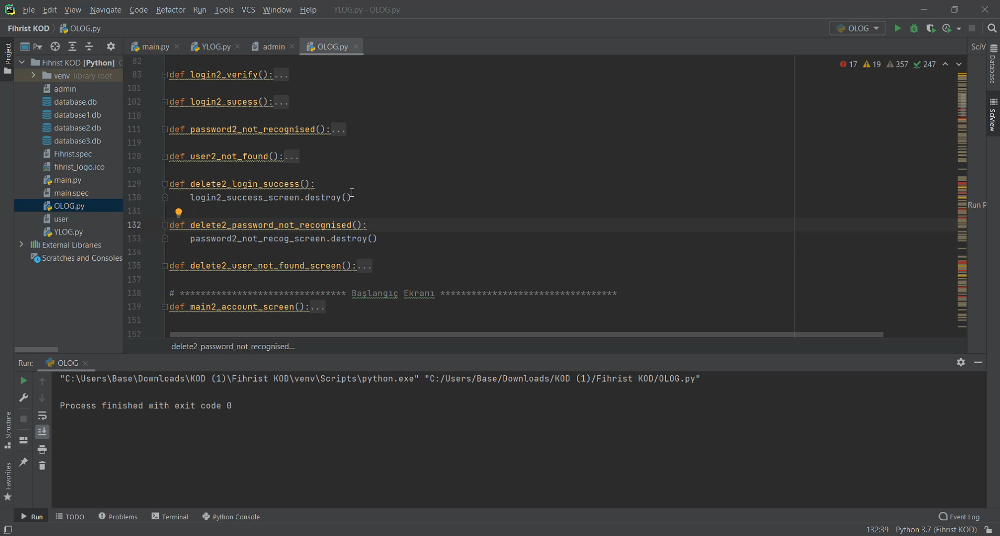 PC File Edit View Navigate Code Refactor Run Tools VCS Window Help YLOG.py - OLOG.py
Fihrist KOD OLOG.py OLOG
Project P main.py YLOG.py admin OLOG.py SciV
Fihrist KOD [Python] C
venv library root
admin
database.db
database1.db
database2.db
database3.db
Fihrist.spec
fihrist_logo.ico
main.py
main.spec
OLOG.py
user
YLOG.py
External Libraries
Scratches and Consoles
82
83 def login2_verify():...
101
102 def login2_sucess():...
110
111 def password2_not_recognised():...
119
120 def user2_not_found():...
128
129 def delete2_login_success():
130 login2_success_screen.destroy()
131
132 def delete2_password_not_recognised():
133 password2_not_recog_screen.destroy()
134
135 def delete2_user_not_found_screen():...
137
138 # ******************************** Başlangıç Ekranı **********************************
139 def main2_account_screen():...
151
152
17 19 357 247
Database
SciView
Run P
delete2_password_not_recognised...
Run: OLOG
"C:\Users\Base\Downloads\KOD (1)\Fihrist KOD\venv\Scripts\python.exe" "C:/Users/Base/Downloads/KOD (1)/Fihrist KOD/OLOG.py"
Process finished with exit code 0
Structure
Favorites
Run TODO Problems Terminal Python Console Event Log
132:39 Python 3.7 (Fihrist KOD)